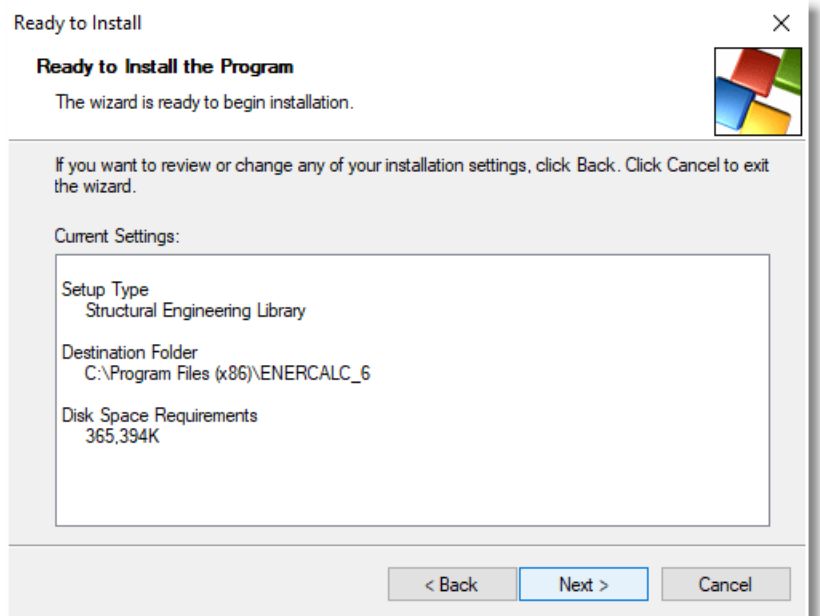 Ready to Install
Ready to Install the Program
The wizard is ready to begin installation.
If you want to review or change any of your installation settings, click Back. Click Cancel to exit
the wizard.
Current Settings:
Setup Type
Structural Engineering Library
Destination Folder
C:\Program Files (x86)\ENERCALC_6
Disk Space Requirements
365,394K
< Back
Next >
Cancel